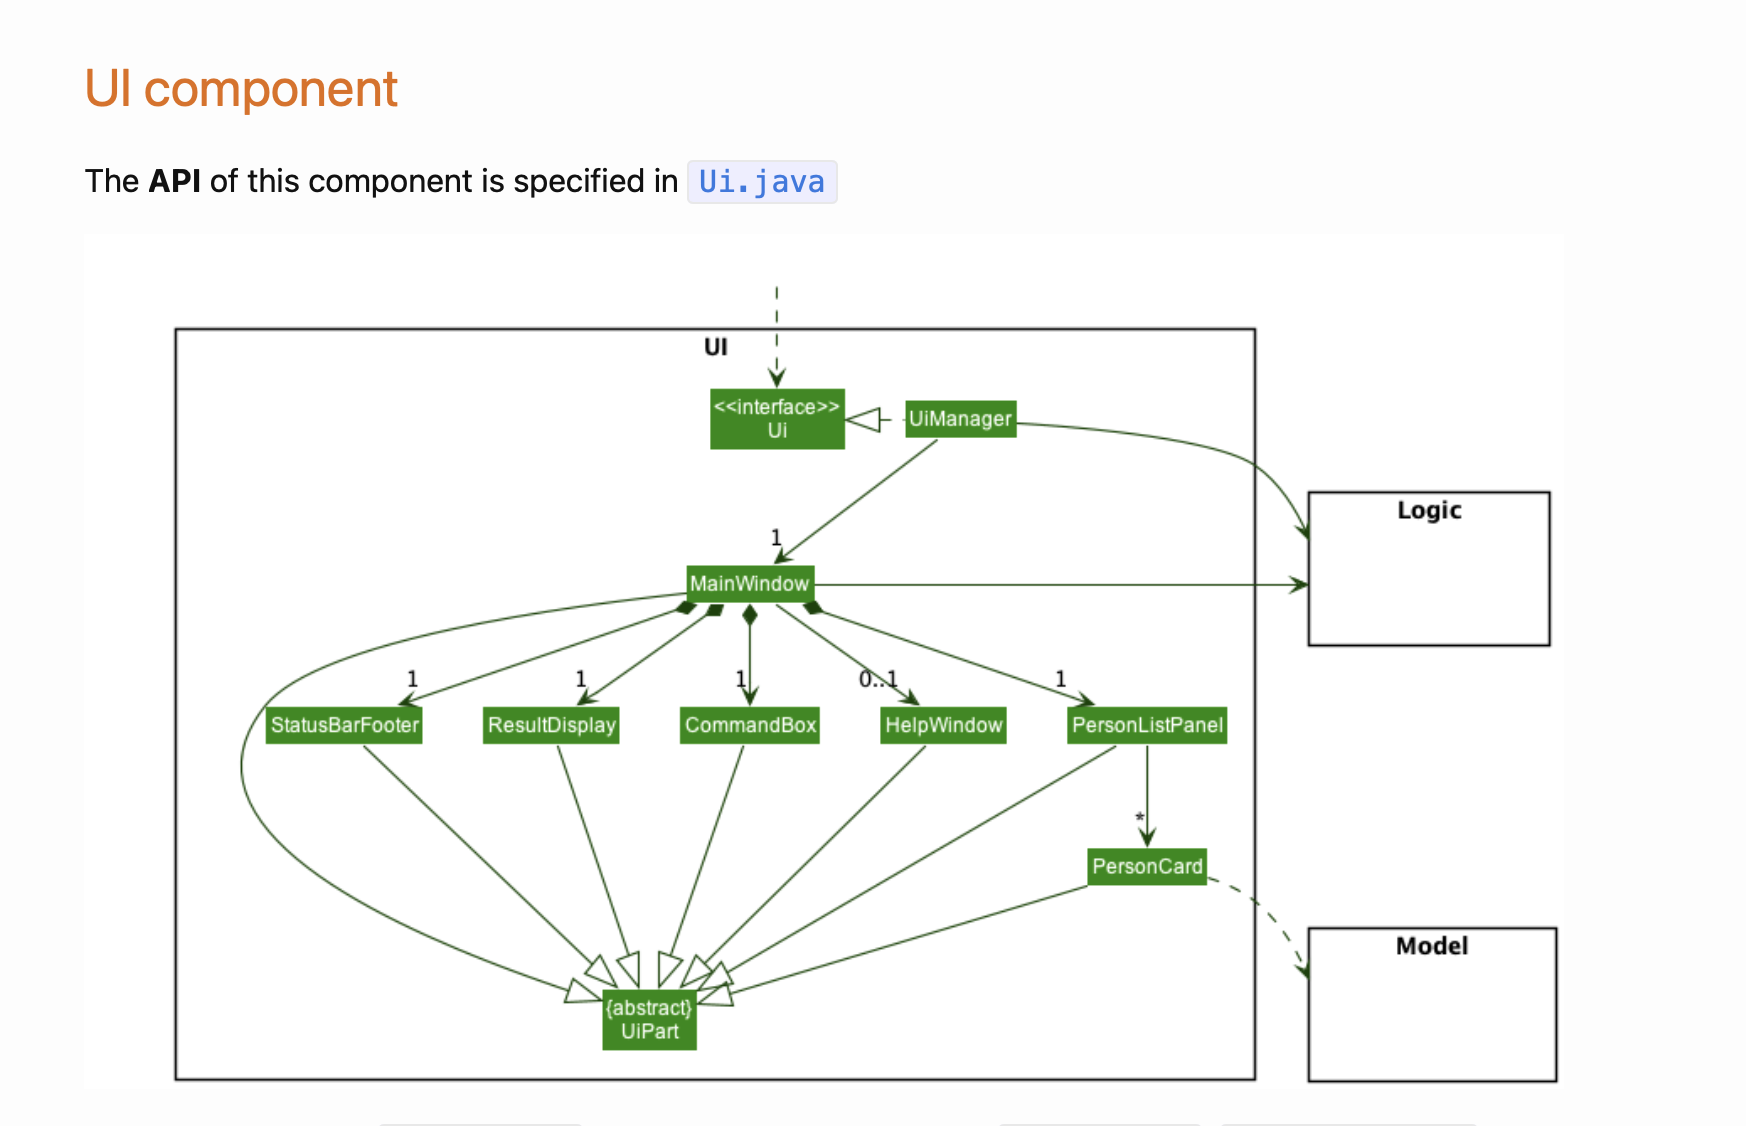 UI component
The API of this component is specified in Ui.java
UI
<<interface>>
Ui
UiManager
Logic
1
MainWindow
1
1
1
0..1
1
StatusBarFooter
ResultDisplay
CommandBox
HelpWindow
PersonListPanel
*
PersonCard
Model
{abstract}
UiPart